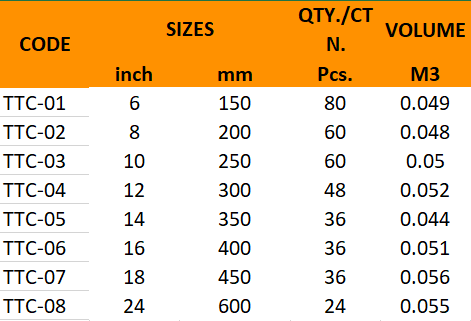 CODE SIZES QTY./CT N. VOLUME
inch mm Pcs. M3
TTC-01 6 150 80 0.049
TTC-02 8 200 60 0.048
TTC-03 10 250 60 0.05
TTC-04 12 300 48 0.052
TTC-05 14 350 36 0.044
TTC-06 16 400 36 0.051
TTC-07 18 450 36 0.056
TTC-08 24 600 24 0.055